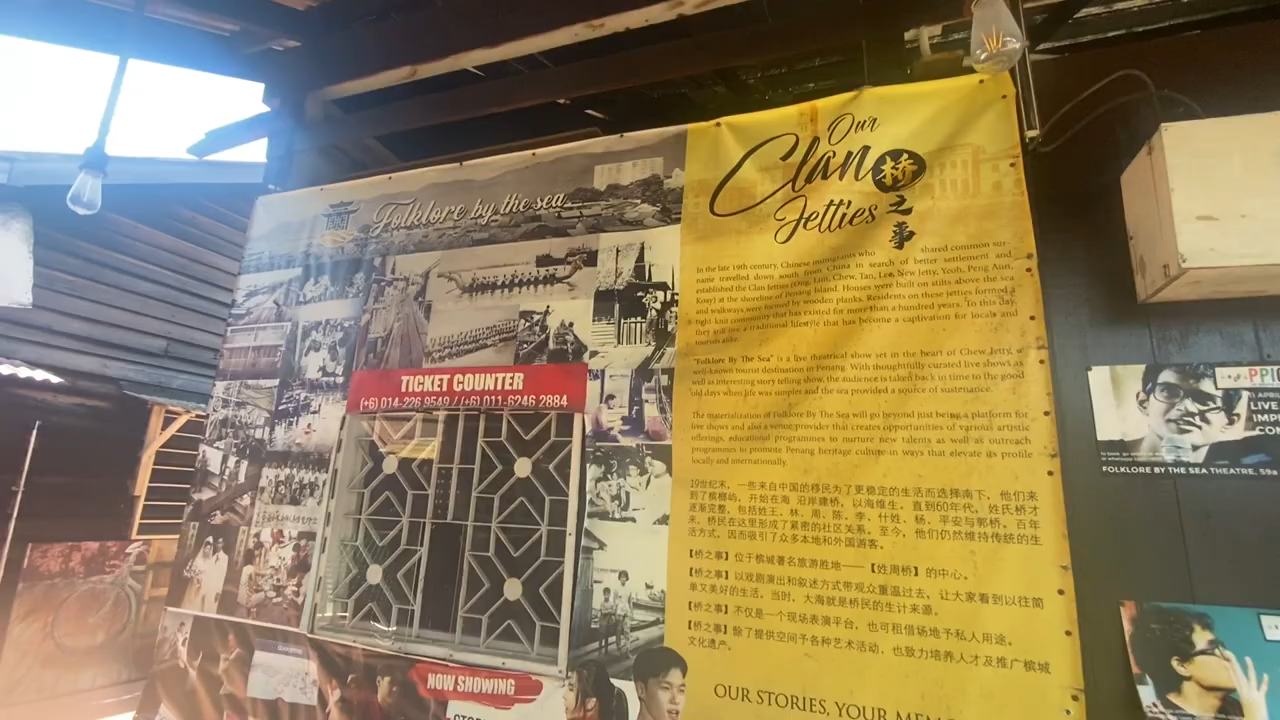 Folklore by the sea
TICKET COUNTER
(+6) 014-226 9549 / (+6) 011-6246 2884
NOW SHOWING
Our
Clan
Jetties
桥
之
事
In the late 19th century, Chinese immigrants who shared common sur-
name travelled down south from China in search of better settlement and
established the Clan Jetties (Ong, Lim, Chew, Tan, Lee, New Jetty, Yeoh, Peng Aun,
Koay) at the shoreline of Penang Island. Houses were built on stilts above the sea
and walkways were formed by wooden planks. Residents on these jetties formed a
tight-knit community that has existed for more than a hundred years. To this day,
they still live a traditional lifestyle that has become a captivation for locals and
tourists alike.
"Folklore By The Sea" is a live theatrical show set in the heart of Chew Jetty, a
well-known tourist destination in Penang. With thoughtfully curated live shows as
well as interesting story telling show, the audience is taken back in time to the good
old days when life was simpler and the sea provided a source of sustenance.
The materialization of Folklore By The Sea will go beyond just being a platform for
live shows and also a venue provider that creates opportunities of various artistic
offerings, educational programmes to nurture new talents as well as outreach
programmes to promote Penang heritage culture in ways that elevate its profile
locally and internationally.
19世纪末，一些来自中国的移民为了更稳定的生活而选择南下，他们来
到了槟榔屿，开始在海 沿岸建桥，以海维生。直到60年代，姓氏桥才
逐渐完整，包括姓王、林、周、陈、李、什姓、杨、平安与郭桥。百年
来，桥民在这里形成了紧密的社区关系。至今，他们仍然维持传统的生
活方式，因而吸引了众多本地和外国游客。
【桥之事】位于槟城著名旅游胜地——【姓周桥】的中心。
【桥之事】以戏剧演出和叙述方式带观众重温过去，让大家看到以往简
单又美好的生活。当时，大海就是桥民的生计来源。
【桥之事】不仅是一个现场表演平台，也可租借场地予私人用途。
【桥之事】除了提供空间予各种艺术活动，也致力培养人才及推广槟城
文化遗产。
OUR STORIES, YOUR
11 APRIL
LIVE
FOLKLORE BY THE SEA THEATRE, 59A